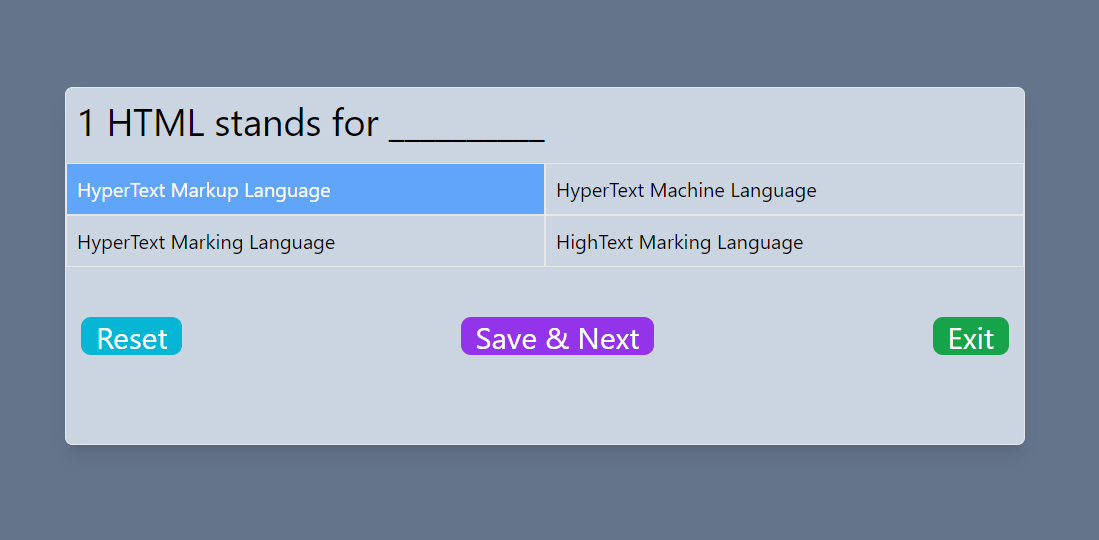 1 HTML stands for __________
HyperText Markup Language
HyperText Machine Language
HyperText Marking Language
HighText Marking Language
Reset
Save & Next
Exit